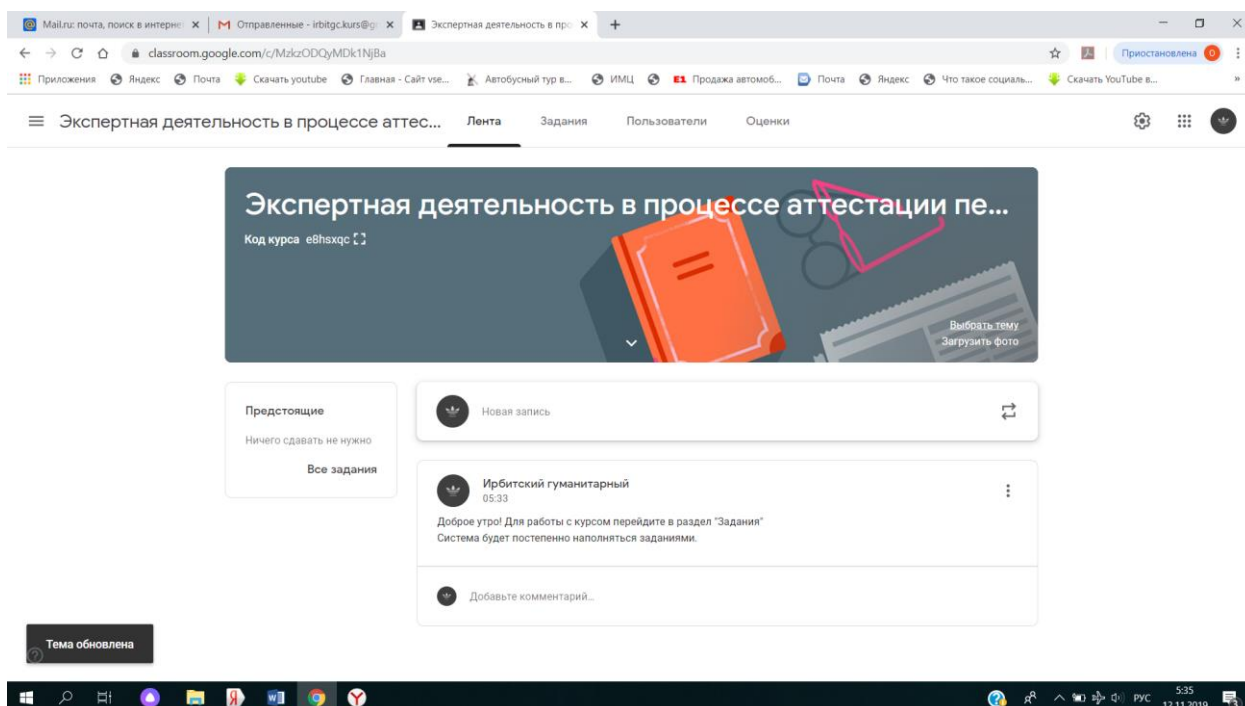 Mail.ru: почта, поиск в интерне
Отправленные - irbitgc.kurs@g
Экспертная деятельность в про
classroom.google.com/c/MzkzODQyMDk1NjBa
Приостановлена
Приложения Яндекс Почта Скачать youtube Главная - Сайт vse... Автобусный тур в... ИМЦ E1 Продажа автомоб... Почта Яндекс Что такое социаль... Скачать YouTube в...
Экспертная деятельность в процессе аттес... Лента Задания Пользователи Оценки
Экспертная деятельность в процессе аттестации пе...
Код курса e8hsxqc
Выбрать тему
Загрузить фото
Предстоящие
Ничего сдавать не нужно
Все задания
Новая запись
Ирбитский гуманитарный
05:33
Доброе утро! Для работы с курсом перейдите в раздел "Задания"
Система будет постепенно наполняться заданиями.
Добавьте комментарий...
Тема обновлена
РУС
5:35
12.11.2019